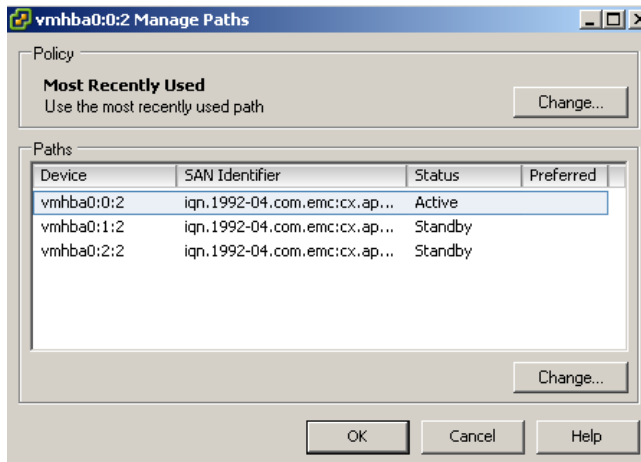 vmhba0:0:2 Manage Paths
Policy
Most Recently Used
Use the most recently used path
Change...
Paths
Device SAN Identifier Status Preferred
vmhba0:0:2 iqn.1992-04.com.emc:cx.ap... Active
vmhba0:1:2 iqn.1992-04.com.emc:cx.ap... Standby
vmhba0:2:2 iqn.1992-04.com.emc:cx.ap... Standby
Change...
OK Cancel Help